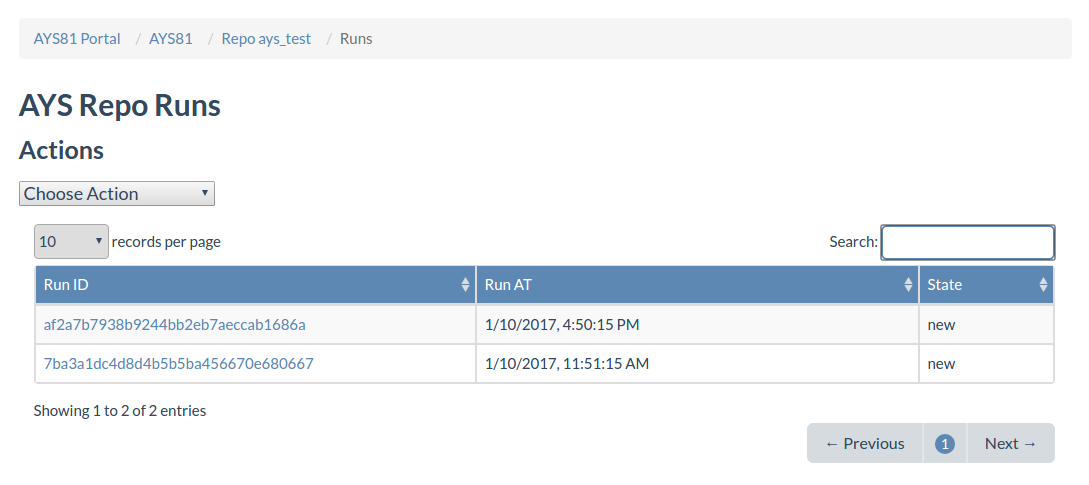 AYS81 Portal / AYS81 / Repo ays_test / Runs
AYS Repo Runs
Actions
Choose Action
10 records per page Search:
Run ID Run AT State
af2a7b7938b9244bb2eb7aeccab1686a 1/10/2017, 4:50:15 PM new
7ba3a1dc4d8d4b5b5ba456670e680667 1/10/2017, 11:51:15 AM new
Showing 1 to 2 of 2 entries
← Previous 1 Next →